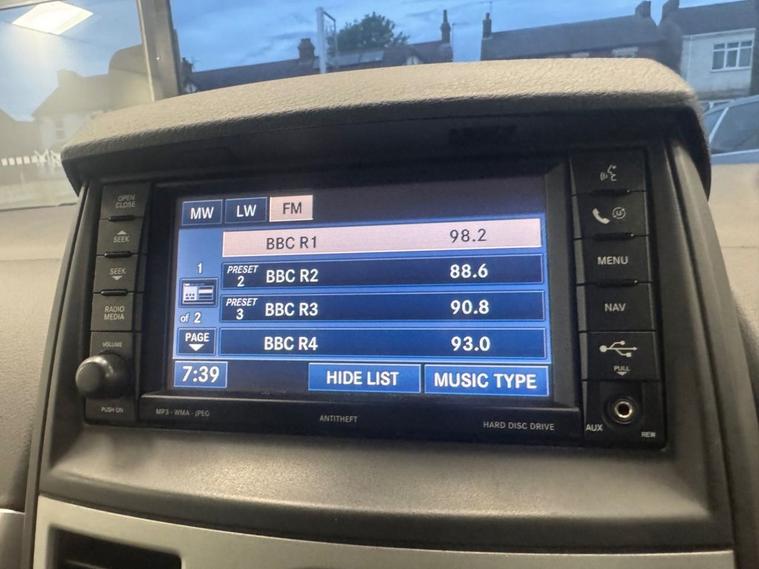 OPEN
CLOSE
SEEK
SEEK
RADIO
MEDIA
VOLUME
PUSH ON
MW LW FM
BBC R1 98.2
1
PRESET
2 BBC R2 88.6
of 2
PRESET
3 BBC R3 90.8
PAGE
BBC R4 93.0
7:39 HIDE LIST MUSIC TYPE
MP3 - WMA - JPEG ANTITHEFT HARD DISC DRIVE
MENU
NAV
PULL
AUX
REW